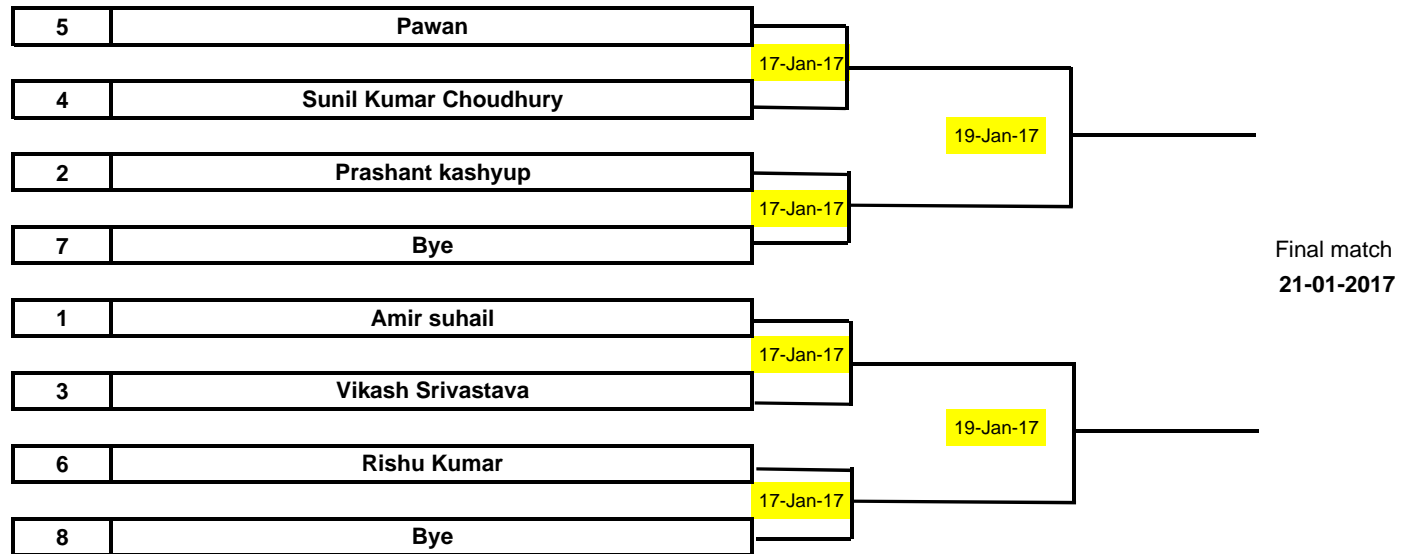 5 Pawan
17-Jan-17
4 Sunil Kumar Choudhury
19-Jan-17
2 Prashant kashyup
17-Jan-17
7 Bye
Final match
21-01-2017
1 Amir suhail
17-Jan-17
3 Vikash Srivastava
19-Jan-17
6 Rishu Kumar
17-Jan-17
8 Bye